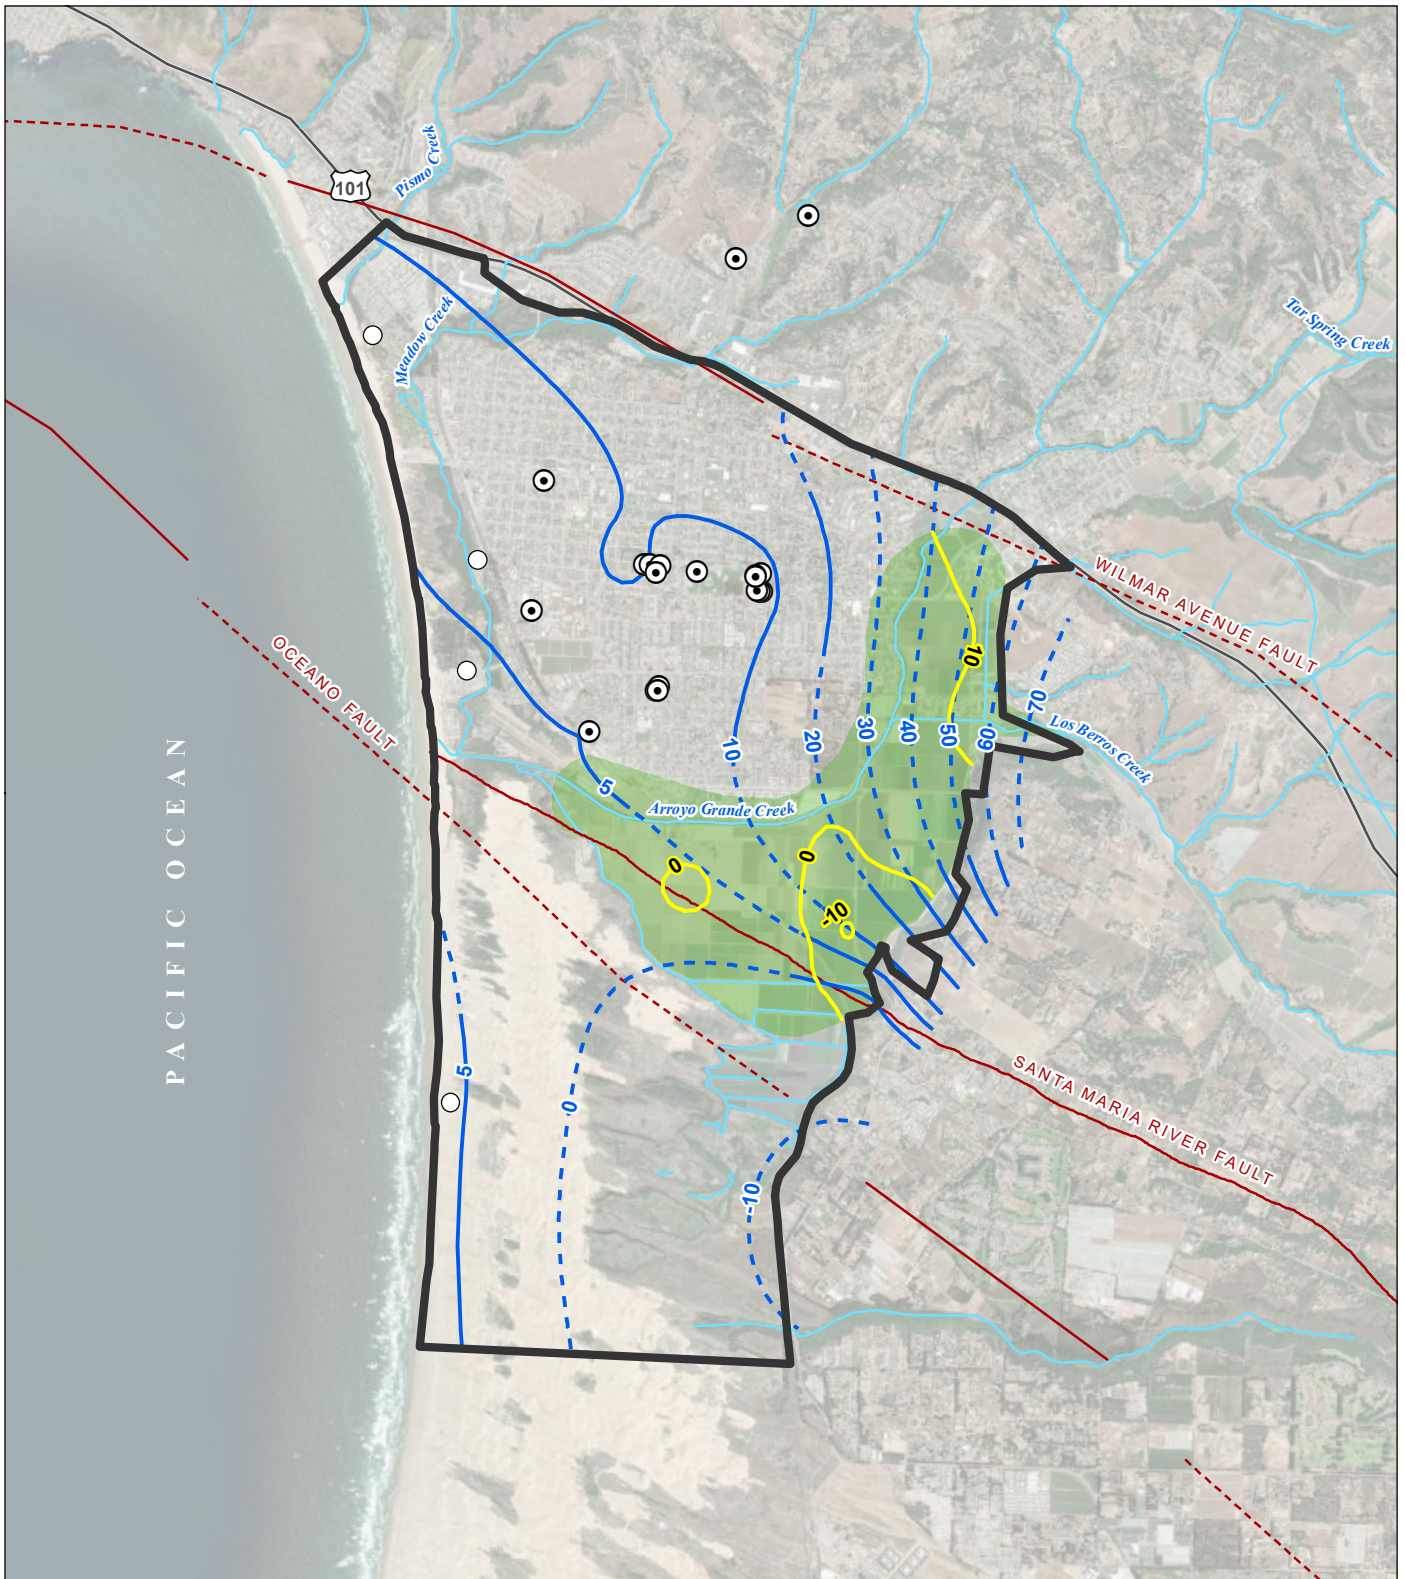 101
Pismo Creek
Meadow Creek
Tar Spring Creek
WILMAR AVENUE FAULT
OCEANO FAULT
PACIFIC OCEAN
10
70
Los Berros Creek
10
20
30
40
50
60
5
Arroyo Grande Creek
0
0
-10
5
0
-10
SANTA MARIA RIVER FAULT